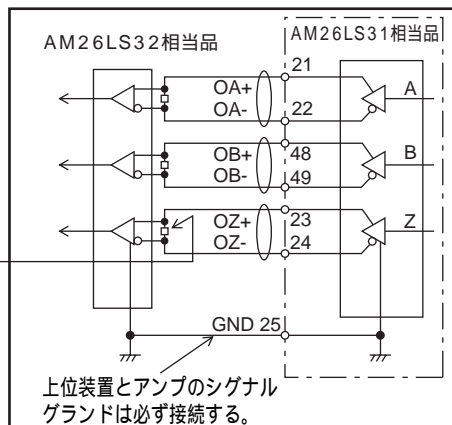 AM26LS32相当品
AM26LS31相当品
21
OA+
A
OA-
22
OB+
48
B
OB-
49
OZ+
23
Z
OZ-
24
GND 25
上位装置とアンプのシグナル
グランドは必ず接続する。